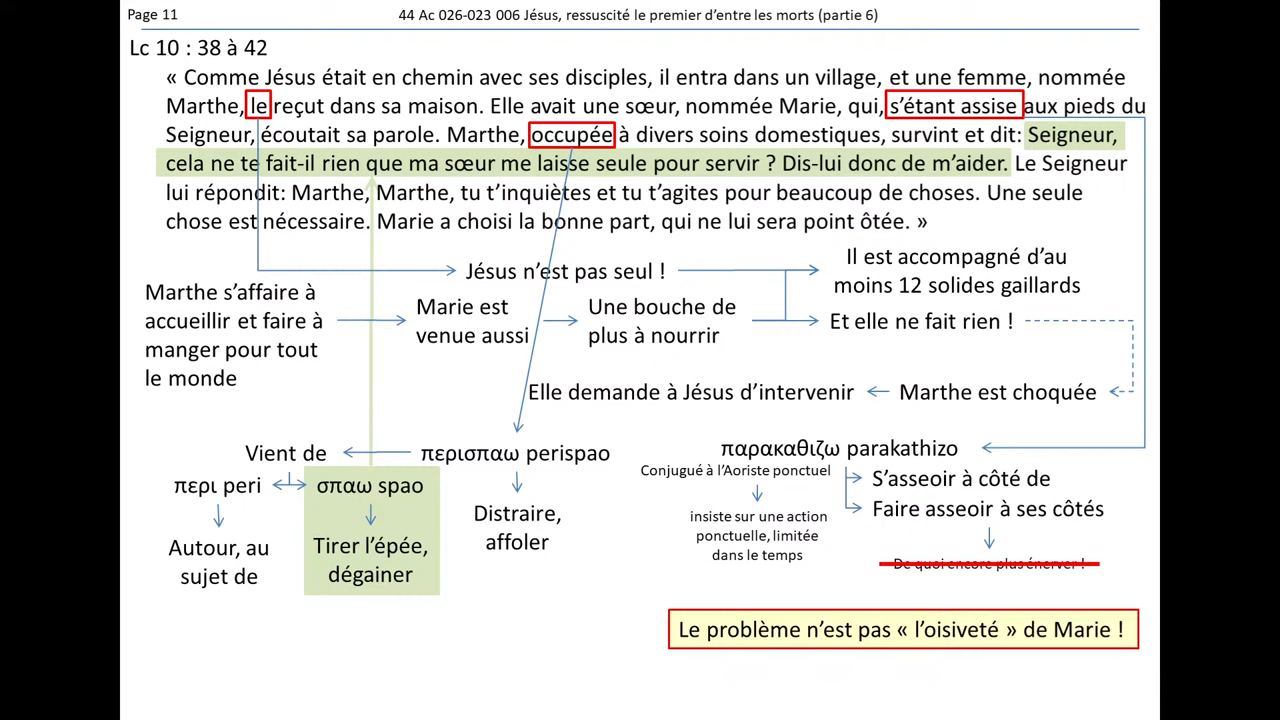 Page 11
44 Ac 026-023 006 Jésus, ressuscité le premier d’entre les morts (partie 6)
Lc 10 : 38 à 42
« Comme Jésus était en chemin avec ses disciples, il entra dans un village, et une femme, nommée
Marthe, le reçut dans sa maison. Elle avait une sœur, nommée Marie, qui, s’étant assise aux pieds du
Seigneur, écoutait sa parole. Marthe, occupée à divers soins domestiques, survint et dit: Seigneur,
cela ne te fait-il rien que ma sœur me laisse seule pour servir ? Dis-lui donc de m’aider. Le Seigneur
lui répondit: Marthe, Marthe, tu t’inquiètes et tu t’agites pour beaucoup de choses. Une seule
chose est nécessaire. Marie a choisi la bonne part, qui ne lui sera point ôtée. »
Jésus n’est pas seul !
Il est accompagné d’au
moins 12 solides gaillards
Marthe s’affaire à
accueillir et faire à
manger pour tout
le monde
Marie est
venue aussi
Une bouche de
plus à nourrir
Et elle ne fait rien !
Elle demande à Jésus d’intervenir
Marthe est choquée
Vient de
περισπαω perispao
παρακαθιζω parakathizo
Conjugué à l’Aoriste ponctuel
S’asseoir à côté de
περι peri
σπαω spao
Faire asseoir à ses côtés
Distraire,
affoler
insiste sur une action
ponctuelle, limitée
dans le temps
Autour, au
sujet de
Tirer l’épée,
dégainer
De quoi encore plus énerver !
Le problème n’est pas « l’oisiveté » de Marie !